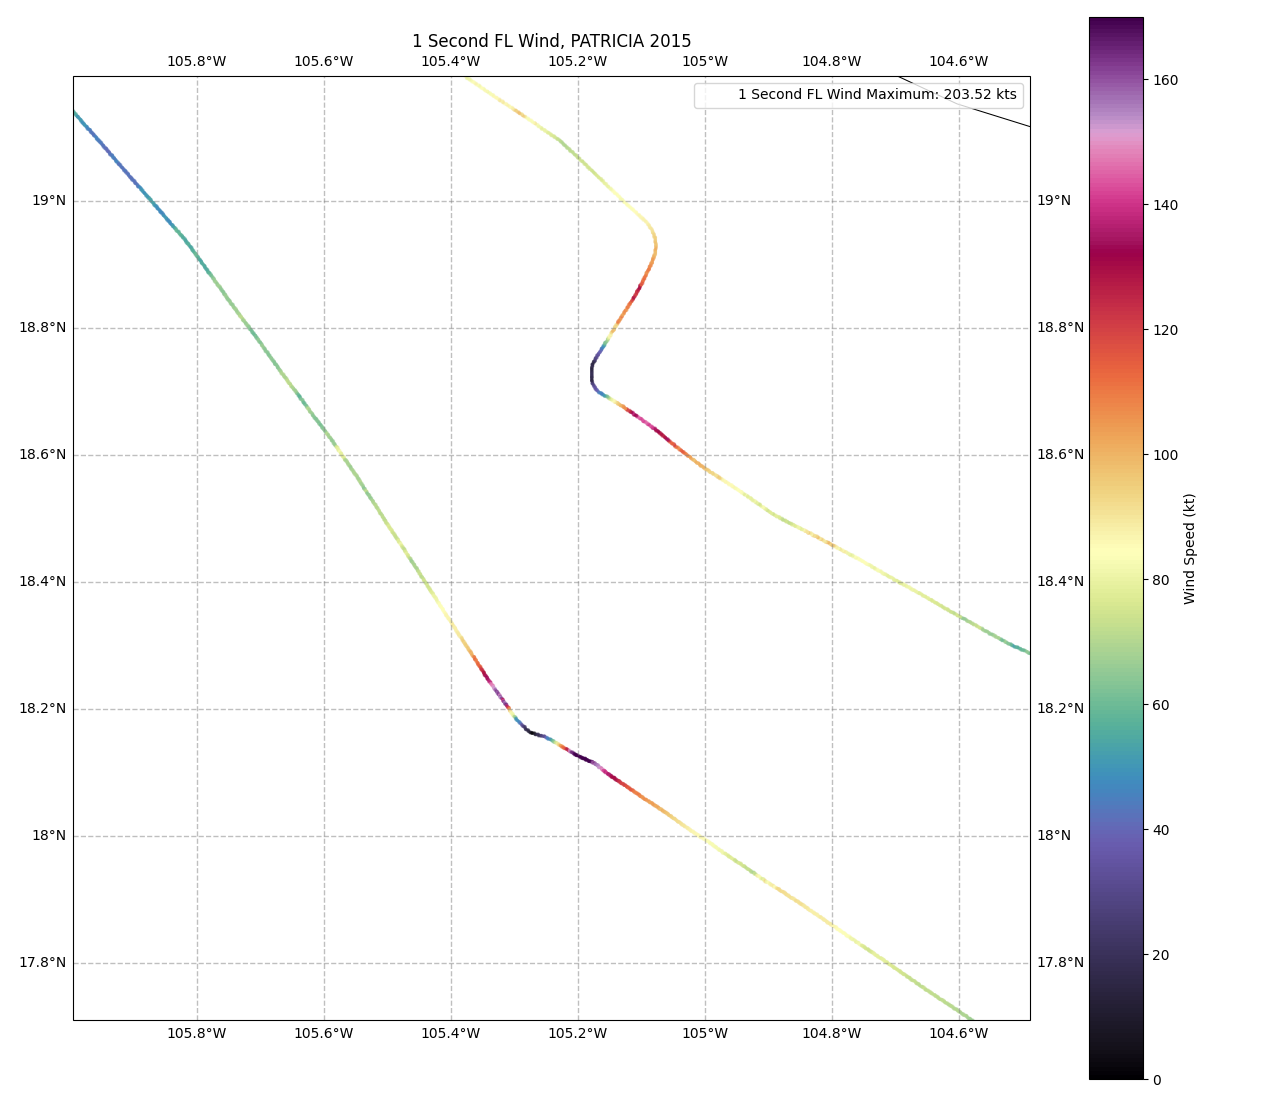 1 Second FL Wind, PATRICIA 2015
105.8°W 105.6°W 105.4°W 105.2°W 105°W 104.8°W 104.6°W
1 Second FL Wind Maximum: 203.52 kts
19°N 19°N
18.8°N 18.8°N
18.6°N 18.6°N
18.4°N 18.4°N
18.2°N 18.2°N
18°N 18°N
17.8°N 17.8°N
105.8°W 105.6°W 105.4°W 105.2°W 105°W 104.8°W 104.6°W
160
140
120
100
80
60
40
20
0
Wind Speed (kt)